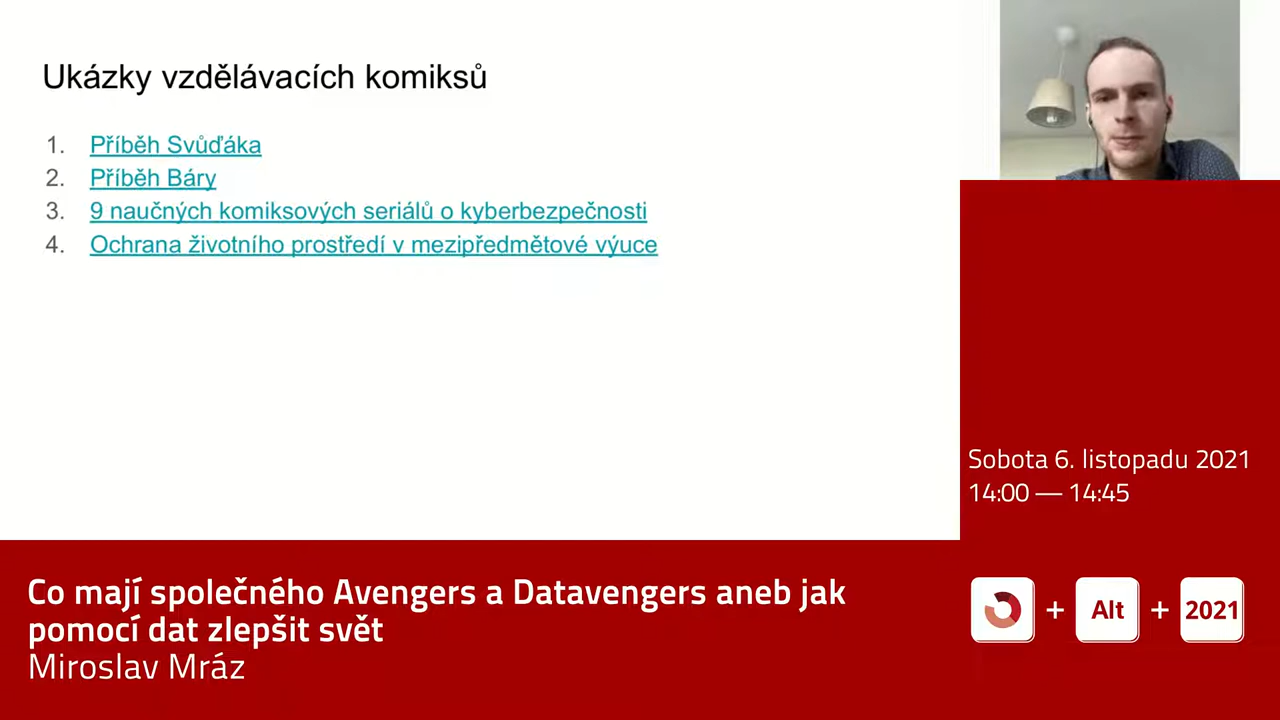 Ukázky vzdělávacích komiksů
1. Příběh Svůďáka
2. Příběh Báry
3. 9 naučných komiksových seriálů o kyberbezpečnosti
4. Ochrana životního prostředí v mezipředmětové výuce
Sobota 6. listopadu 2021
14:00 — 14:45
Co mají společného Avengers a Datavengers aneb jak
pomocí dat zlepšit svět
Miroslav Mráz
+ Alt + 2021